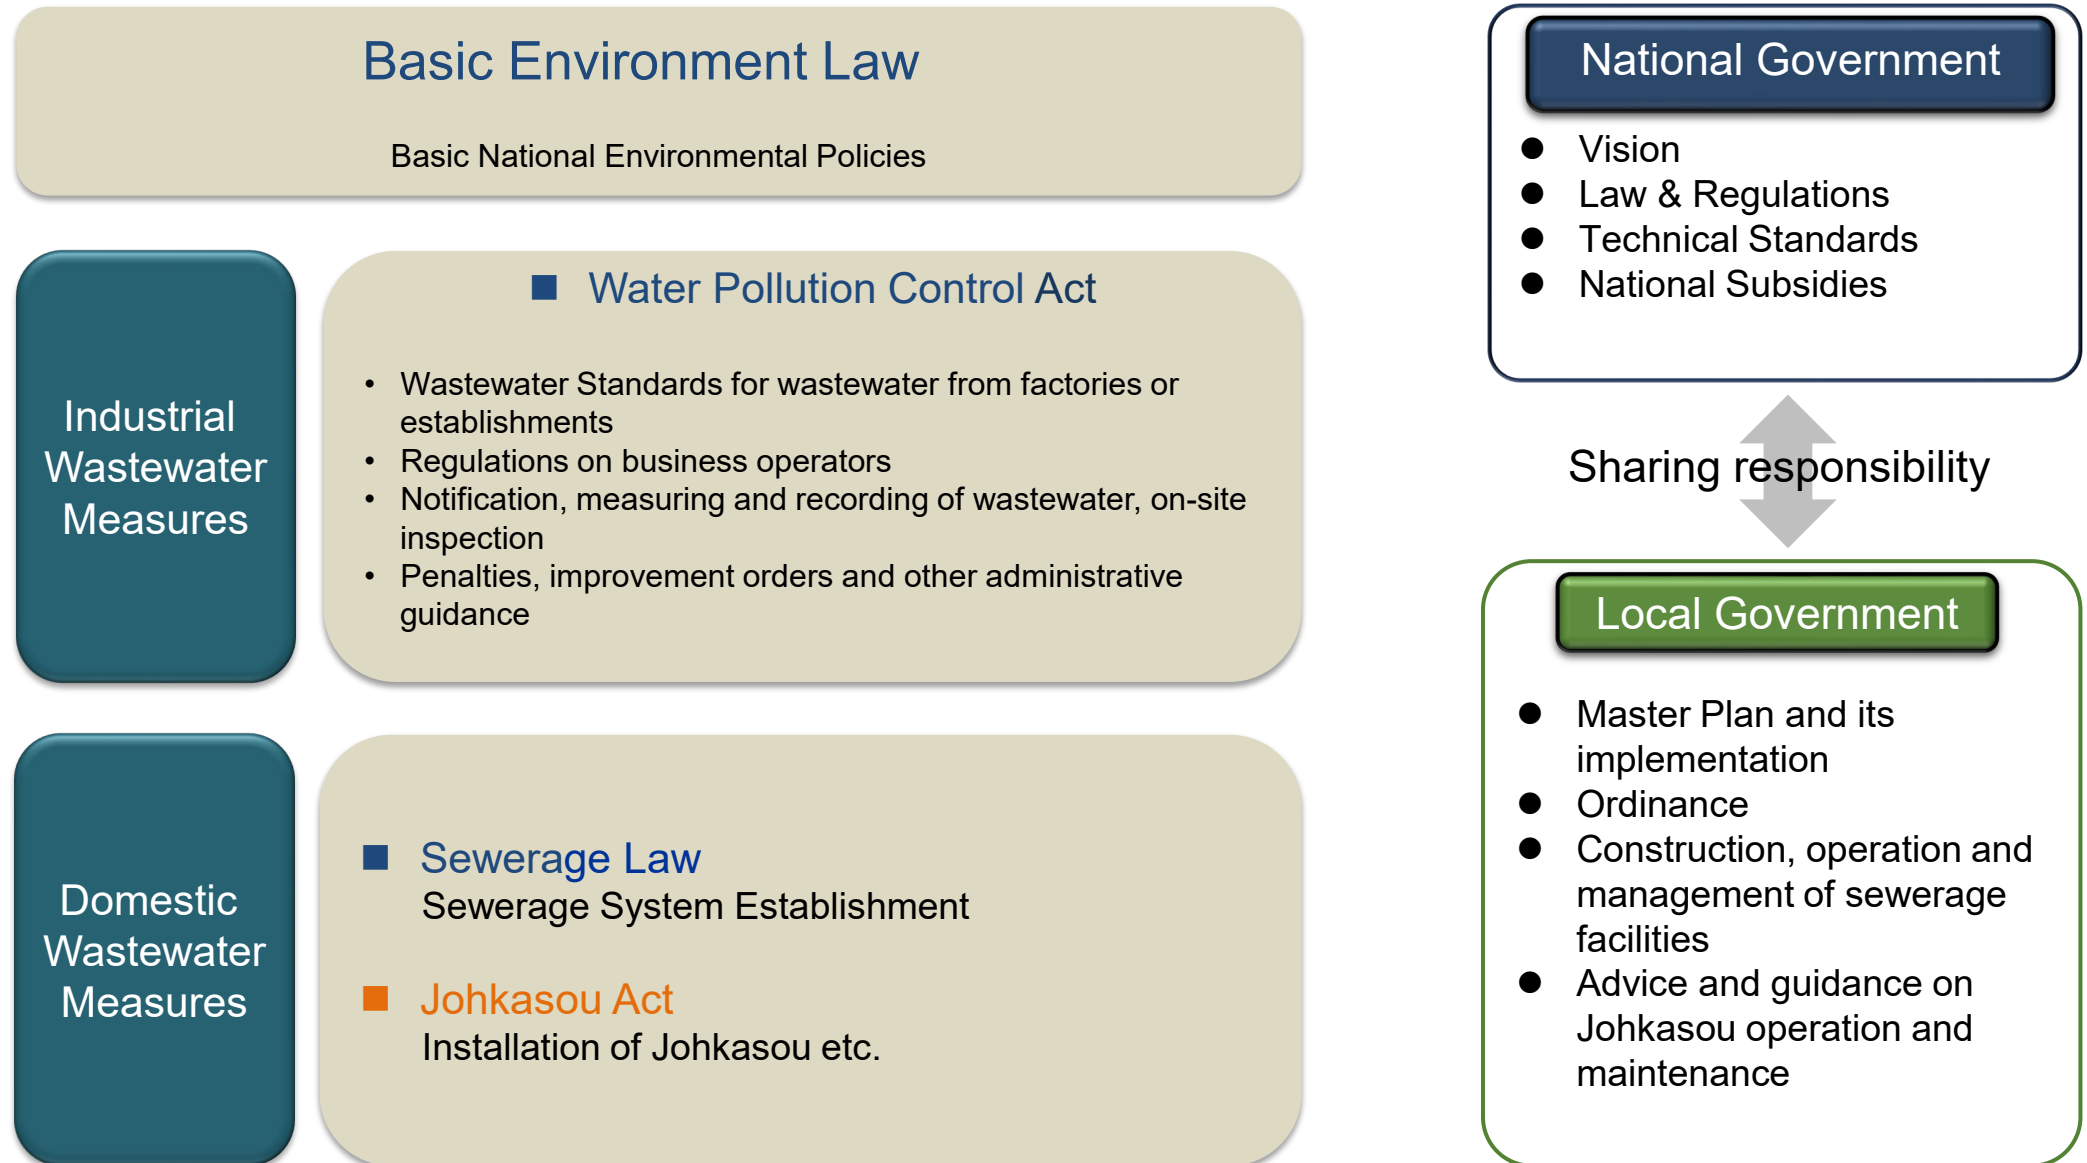 Basic Environment Law
Basic National Environmental Policies
Industrial
Wastewater
Measures
■ Water Pollution Control Act
• Wastewater Standards for wastewater from factories or
establishments
• Regulations on business operators
• Notification, measuring and recording of wastewater, on-site
inspection
• Penalties, improvement orders and other administrative
guidance
Domestic
Wastewater
Measures
■ Sewerage Law
Sewerage System Establishment
■ Johkasou Act
Installation of Johkasou etc.
National Government
● Vision
● Law & Regulations
● Technical Standards
● National Subsidies
Sharing responsibility
Local Government
● Master Plan and its
implementation
● Ordinance
● Construction, operation and
management of sewerage
facilities
● Advice and guidance on
Johkasou operation and
maintenance